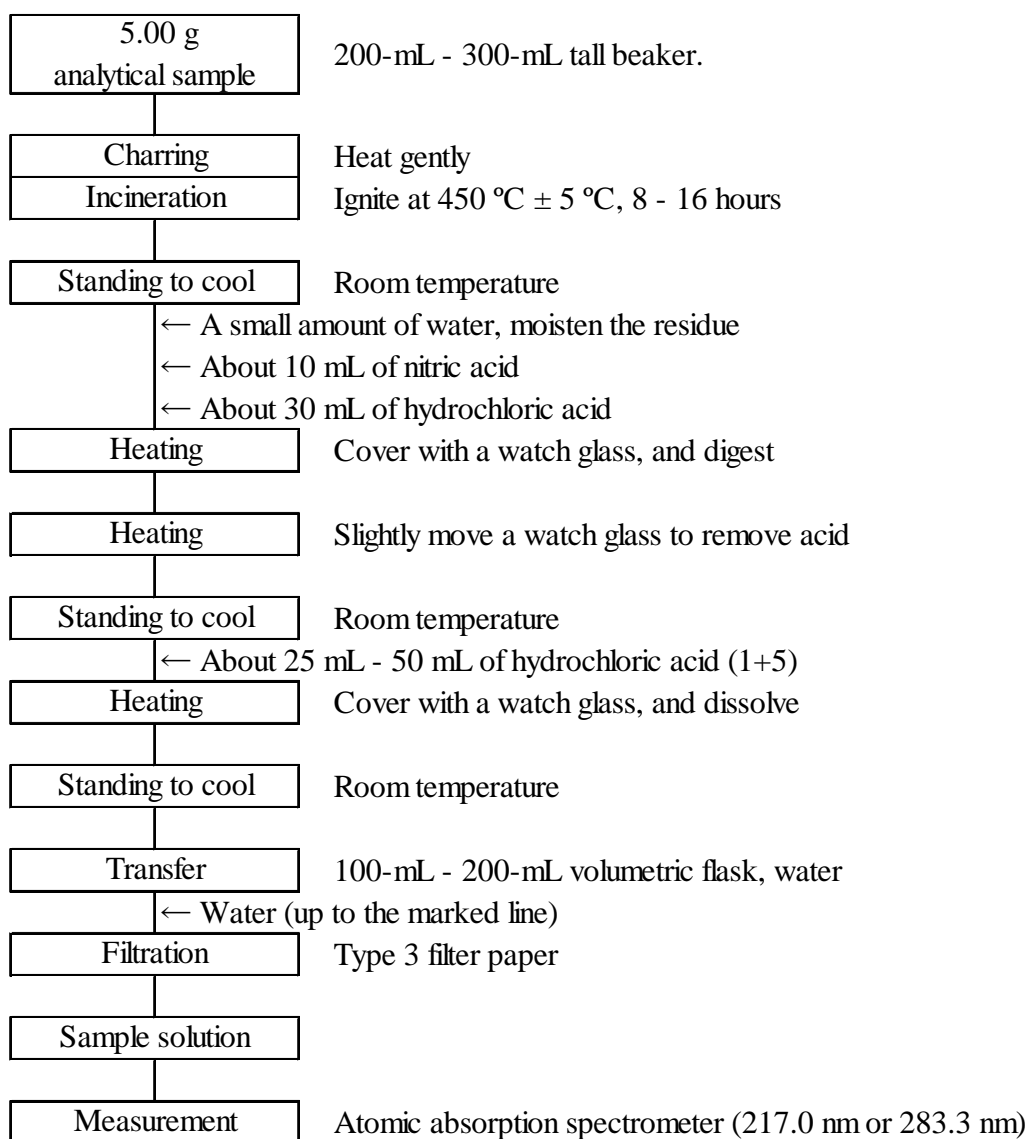 5.00 g
analytical sample
200-mL - 300-mL tall beaker.
Charring
Heat gently
Incineration
Ignite at 450 ºC ± 5 ºC, 8 - 16 hours
Standing to cool
Room temperature
← A small amount of water, moisten the residue
← About 10 mL of nitric acid
← About 30 mL of hydrochloric acid
Heating
Cover with a watch glass, and digest
Heating
Slightly move a watch glass to remove acid
Standing to cool
Room temperature
← About 25 mL - 50 mL of hydrochloric acid (1+5)
Heating
Cover with a watch glass, and dissolve
Standing to cool
Room temperature
Transfer
100-mL - 200-mL volumetric flask, water
← Water (up to the marked line)
Filtration
Type 3 filter paper
Sample solution
Measurement
Atomic absorption spectrometer (217.0 nm or 283.3 nm)